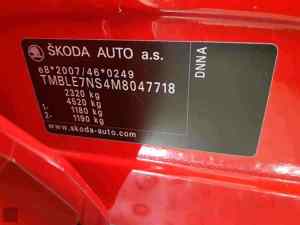 ŠKODA AUTO a.s.
e8*2007/46*0249
TMBLE7NS4M8047718
2320 kg
4520 kg
1- 1180 kg
2- 1190 kg
www.skoda-auto.com
DNNA